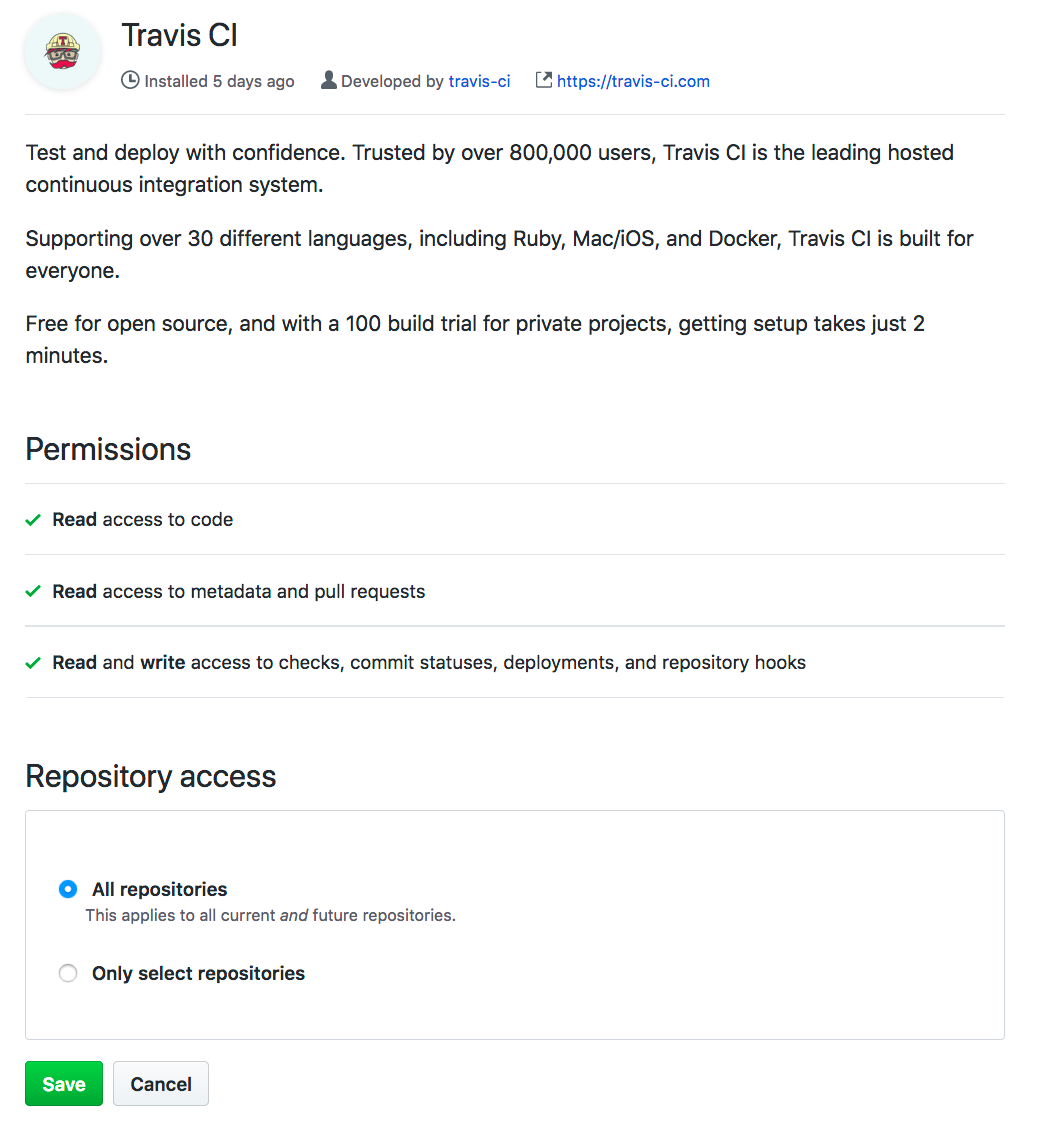 Travis CI
Installed 5 days ago Developed by travis-ci https://travis-ci.com
Test and deploy with confidence. Trusted by over 800,000 users, Travis CI is the leading hosted
continuous integration system.
Supporting over 30 different languages, including Ruby, Mac/iOS, and Docker, Travis CI is built for
everyone.
Free for open source, and with a 100 build trial for private projects, getting setup takes just 2
minutes.
Permissions
Read access to code
Read access to metadata and pull requests
Read and write access to checks, commit statuses, deployments, and repository hooks
Repository access
All repositories
This applies to all current and future repositories.
Only select repositories
Save Cancel